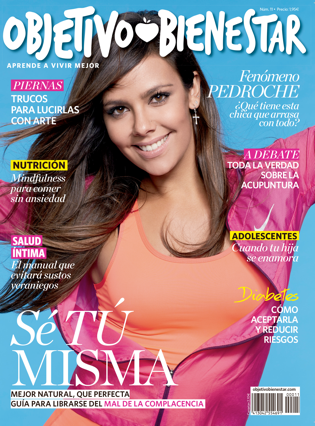 Núm. 11 •
OBJETIVO BIENESTAR
APRENDE A VIVIR MEJOR
PIERNAS
TRUCOS
PARA LUCIRLAS
CON ARTE
Fenómeno
PEDROCHE
¿Qué tiene esta
chica que arrasa
con todo?
NUTRICIÓN
Mindfulness
para comer
sin ansiedad
A DEBATE
TODA LA VERDAD
SOBRE LA
ACUPUNTURA
SALUD
ÍNTIMA
El manual que
evitará sustos
veraniegos
ADOLESCENTES
Cuando tu hija
se enamora
Diabetes
CÓMO
ACEPTARLA
Y REDUCIR
RIESGOS
Sé TÚ
MISMA
MEJOR NATURAL, QUE PERFECTA
GUÍA PARA LIBRARSE DEL MAL DE LA COMPLACENCIA
objetivobienestar.com